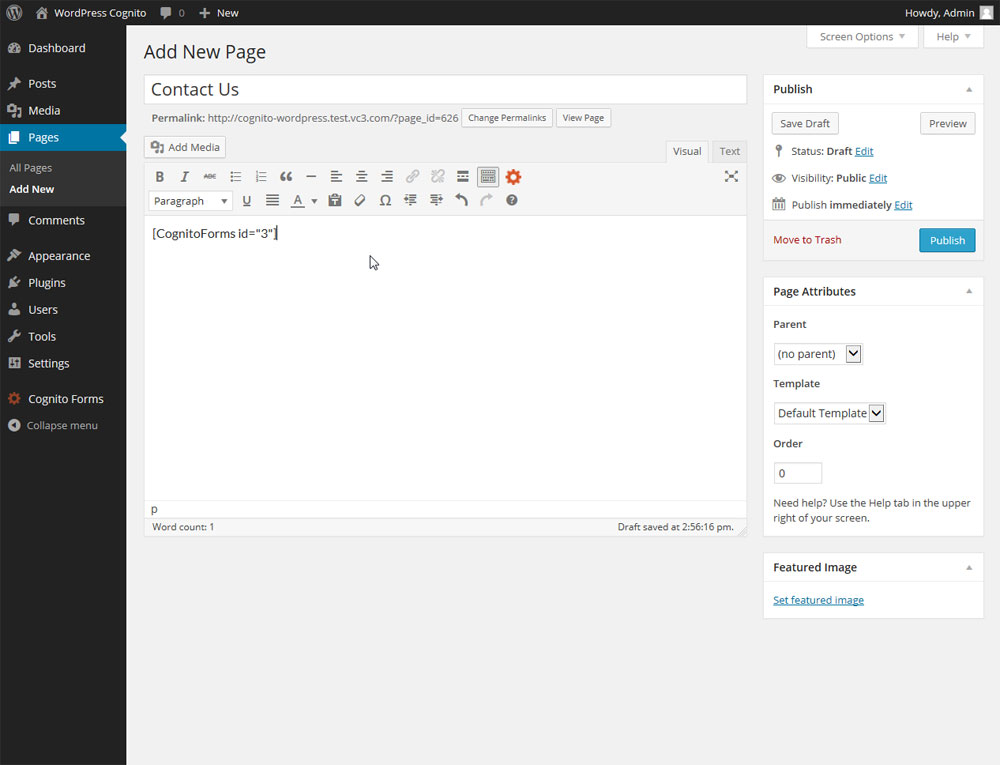 WordPress Cognito 0 + New Howdy, Admin
Screen Options Help
Dashboard
Posts
Media
Pages
All Pages
Add New
Comments
Appearance
Plugins
Users
Tools
Settings
Cognito Forms
Collapse menu
Add New Page
Contact Us
Permalink: http://cognito-wordpress.test.vc3.com/?page_id=626 Change Permalinks View Page
Add Media
Visual Text
B I ABC
Paragraph U A Ω ?
[CognitoForms id="3"]
p
Word count: 1 Draft saved at 2:56:16 pm.
Publish
Save Draft Preview
Status: Draft Edit
Visibility: Public Edit
Publish immediately Edit
Move to Trash Publish
Page Attributes
Parent
(no parent)
Template
Default Template
Order
0
Need help? Use the Help tab in the upper
right of your screen.
Featured Image
Set featured image